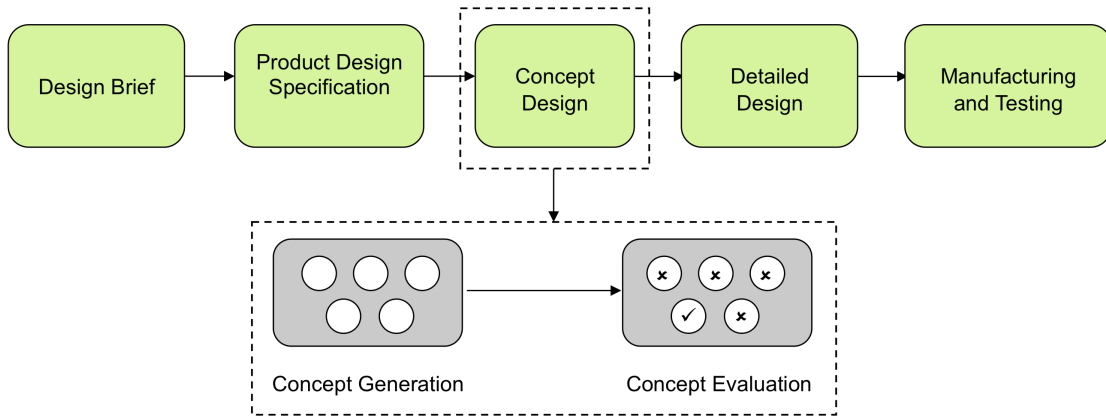 Design Brief
Product Design
Specification
Concept
Design
Detailed
Design
Manufacturing
and Testing
Concept Generation
Concept Evaluation